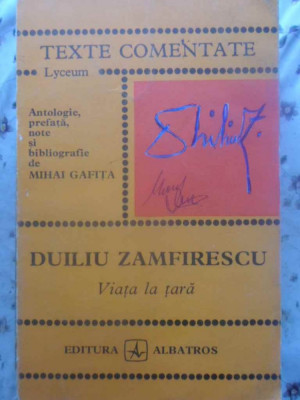 TEXTE COMENTATE
Lyceum
Antologie,
prefață,
note
și
bibliografie
de
MIHAI GAFIȚA
DUILIU ZAMFIRESCU
Viața la țară
EDITURA ALBATROS